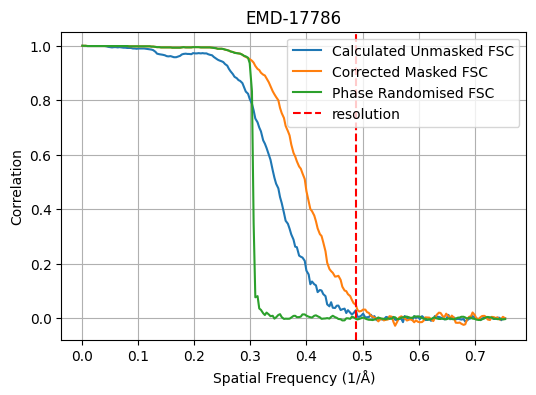 EMD-17786
Correlation
1.0
0.8
0.6
0.4
0.2
0.0
Calculated Unmasked FSC
Corrected Masked FSC
Phase Randomised FSC
resolution
0.0 0.1 0.2 0.3 0.4 0.5 0.6 0.7
Spatial Frequency (1/Å)